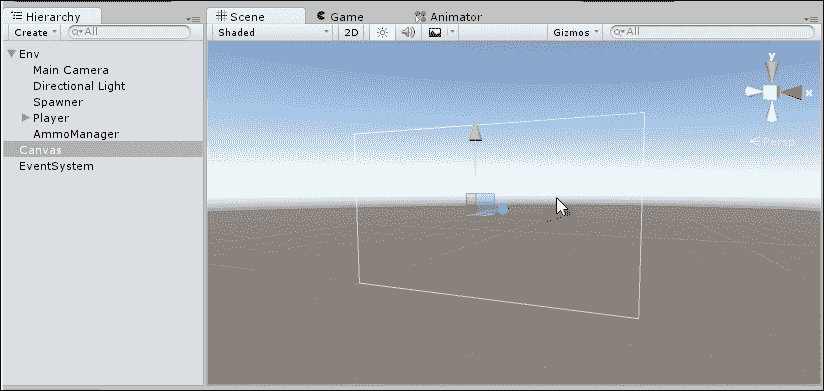 Hierarchy
Create
All
Env
Main Camera
Directional Light
Spawner
Player
AmmoManager
Canvas
EventSystem
Scene Game Animator
Shaded 2D Gizmos All
y
x
Persp